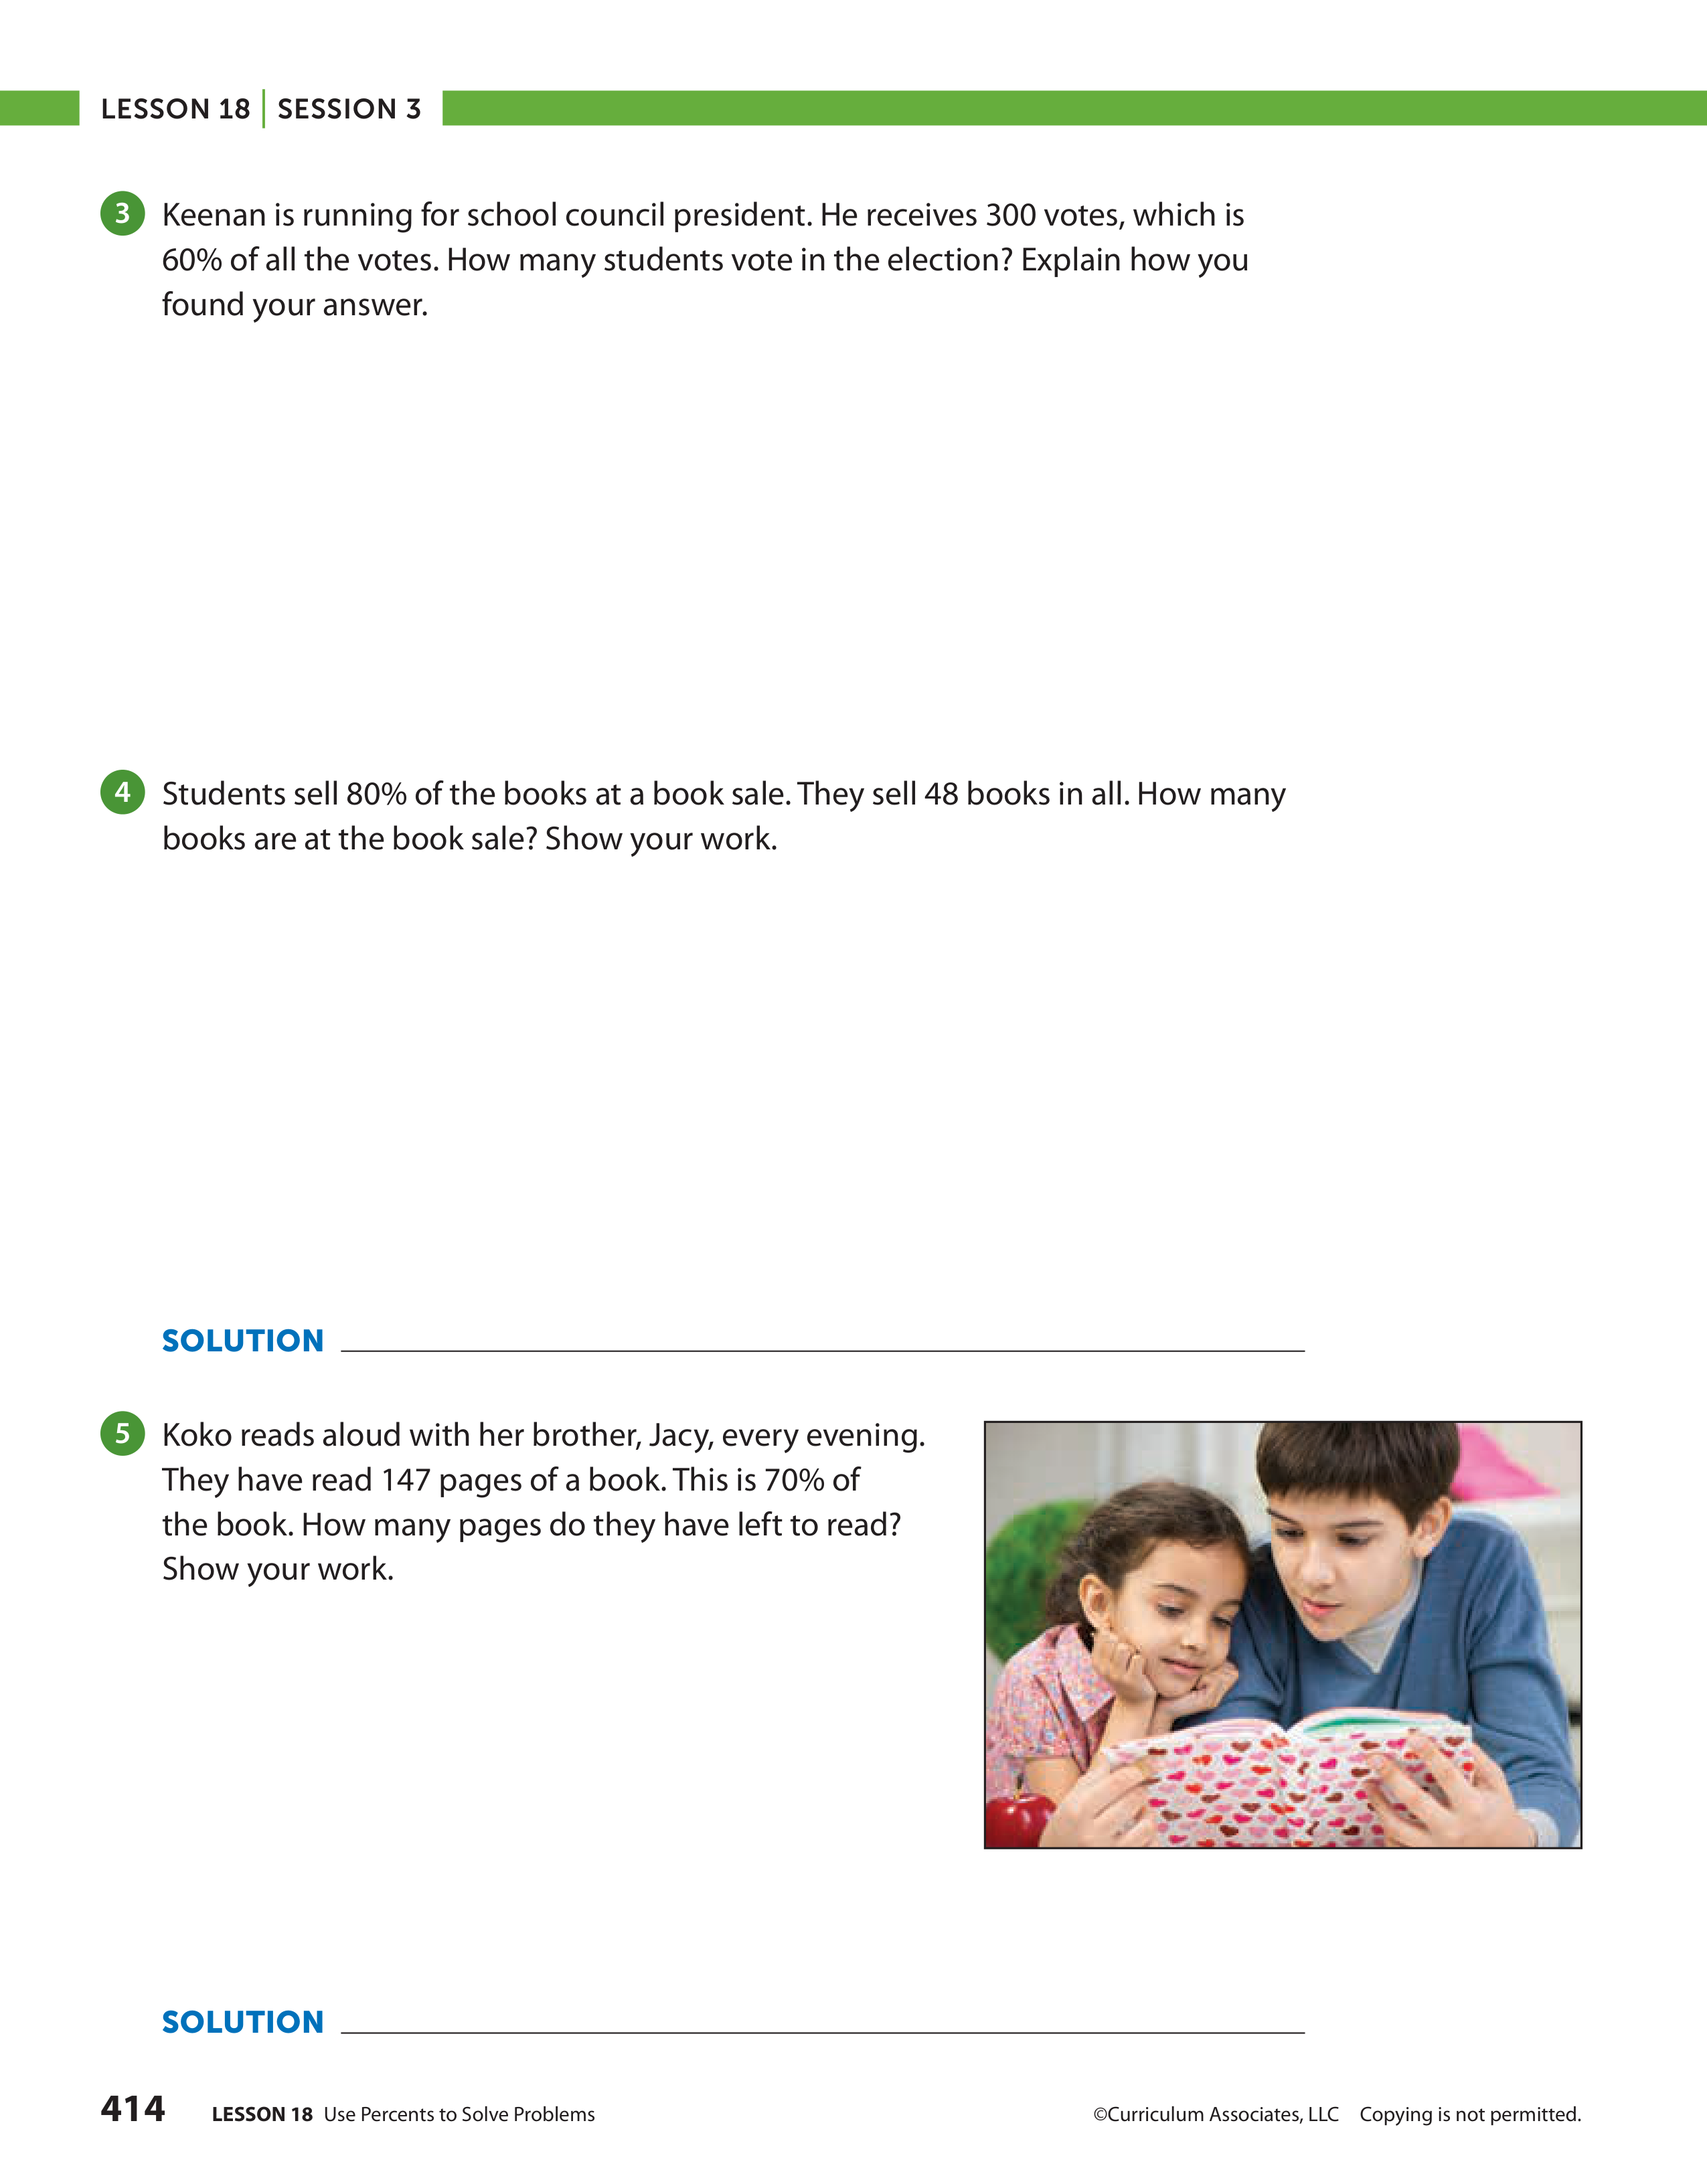 LESSON 18 | SESSION 3
3 Keenan is running for school council president. He receives 300 votes, which is
60% of all the votes. How many students vote in the election? Explain how you
found your answer.
4 Students sell 80% of the books at a book sale. They sell 48 books in all. How many
books are at the book sale? Show your work.
SOLUTION
5 Koko reads aloud with her brother, Jacy, every evening.
They have read 147 pages of a book. This is 70% of
the book. How many pages do they have left to read?
Show your work.
SOLUTION
414 LESSON 18 Use Percents to Solve Problems ©Curriculum Associates, LLC Copying is not permitted.